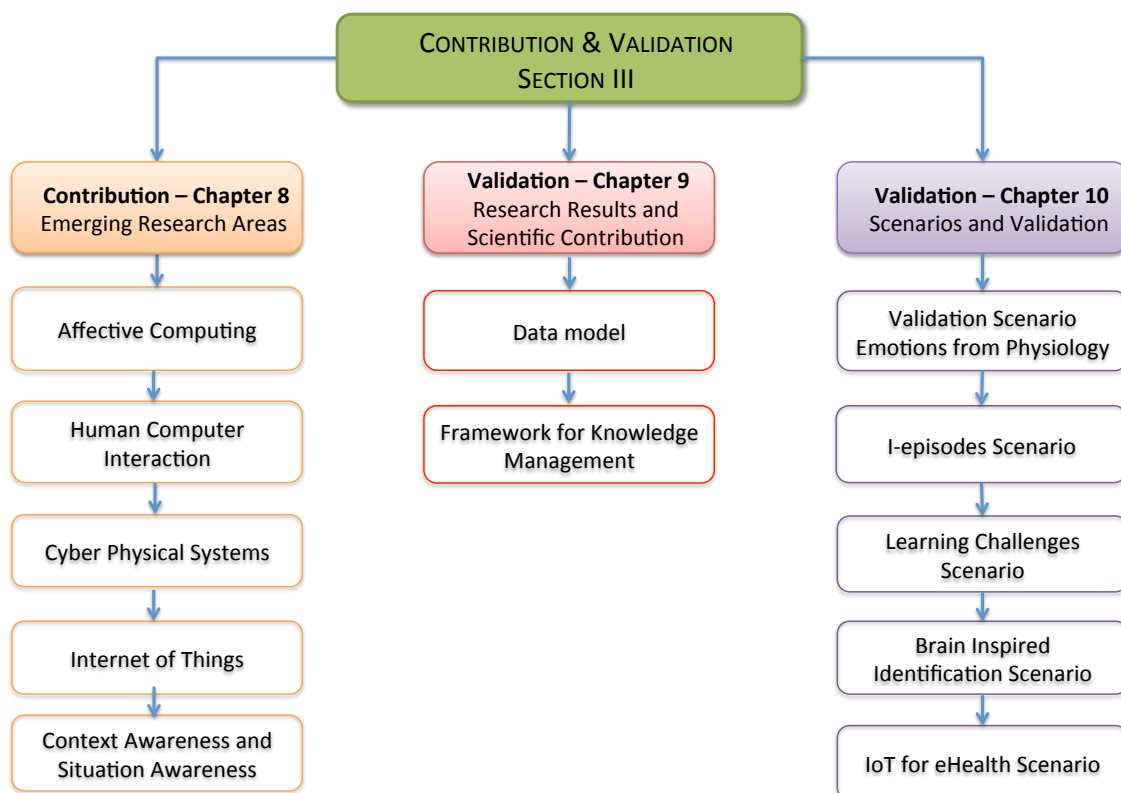 CONTRIBUTION & VALIDATION
SECTION III
Contribution – Chapter 8
Emerging Research Areas
Affective Computing
Human Computer
Interaction
Cyber Physical Systems
Internet of Things
Context Awareness and
Situation Awareness
Validation – Chapter 9
Research Results and
Scientific Contribution
Data model
Framework for Knowledge
Management
Validation – Chapter 10
Scenarios and Validation
Validation Scenario
Emotions from Physiology
I-episodes Scenario
Learning Challenges
Scenario
Brain Inspired
Identification Scenario
IoT for eHealth Scenario